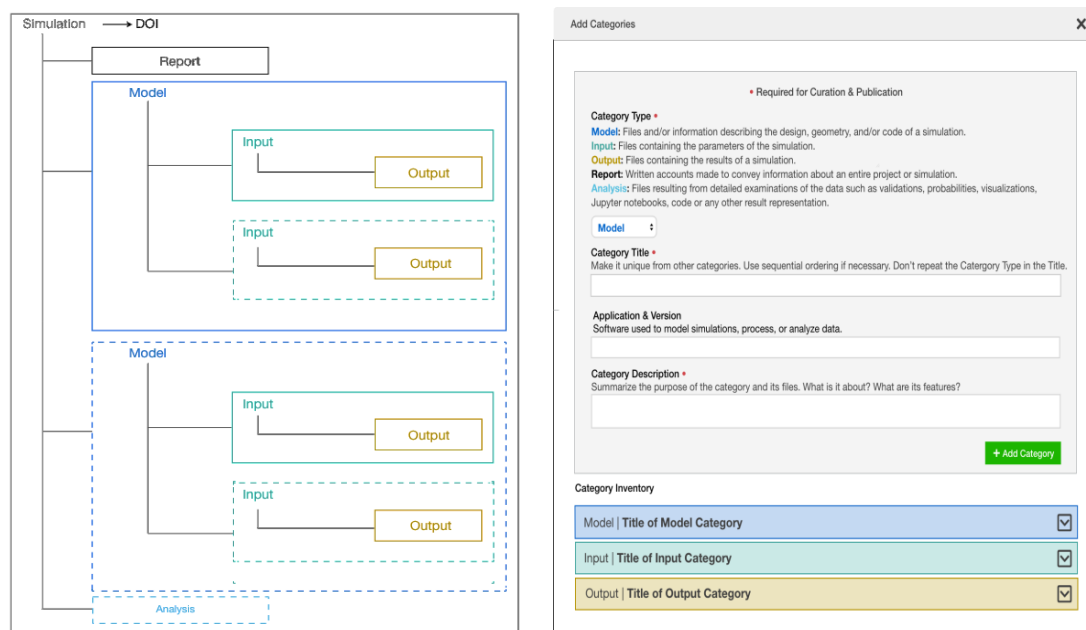 Simulation → DOI
Report
Model
Input
Output
Input
Output
Model
Input
Output
Input
Output
Analysis
Add Categories X
• Required for Curation & Publication
Category Type •
Model: Files and/or information describing the design, geometry, and/or code of a simulation.
Input: Files containing the parameters of the simulation.
Output: Files containing the results of a simulation.
Report: Written accounts made to convey information about an entire project or simulation.
Analysis: Files resulting from detailed examinations of the data such as validations, probabilities, visualizations,
Jupyter notebooks, code or any other result representation.
Model
Category Title •
Make it unique from other categories. Use sequential ordering if necessary. Don't repeat the Catergory Type in the Title.
Application & Version
Software used to model simulations, process, or analyze data.
Category Description •
Summarize the purpose of the category and its files. What is it about? What are its features?
+ Add Category
Category Inventory
Model | Title of Model Category
Input | Title of Input Category
Output | Title of Output Category